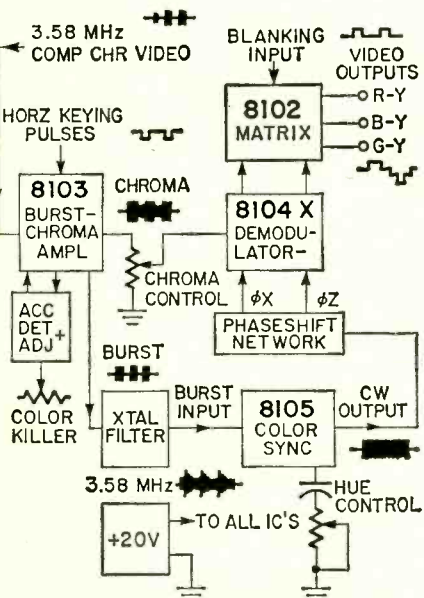 3.58 MHz
COMP CHR VIDEO
BLANKING
INPUT
VIDEO
OUTPUTS
R-Y
B-Y
G-Y
8102
MATRIX
HORZ KEYING
PULSES
8103
BURST-
CHROMA
AMPL
CHROMA
8104 X
DEMODU-
LATOR-
CHROMA
CONTROL
ΦX
ΦZ
ACC
DET +
ADJ
PHASESHIFT
NETWORK
COLOR
KILLER
BURST
XTAL
FILTER
BURST
INPUT
8105
COLOR
SYNC
CW
OUTPUT
3.58 MHz
HUE
CONTROL
+20V
TO ALL IC'S